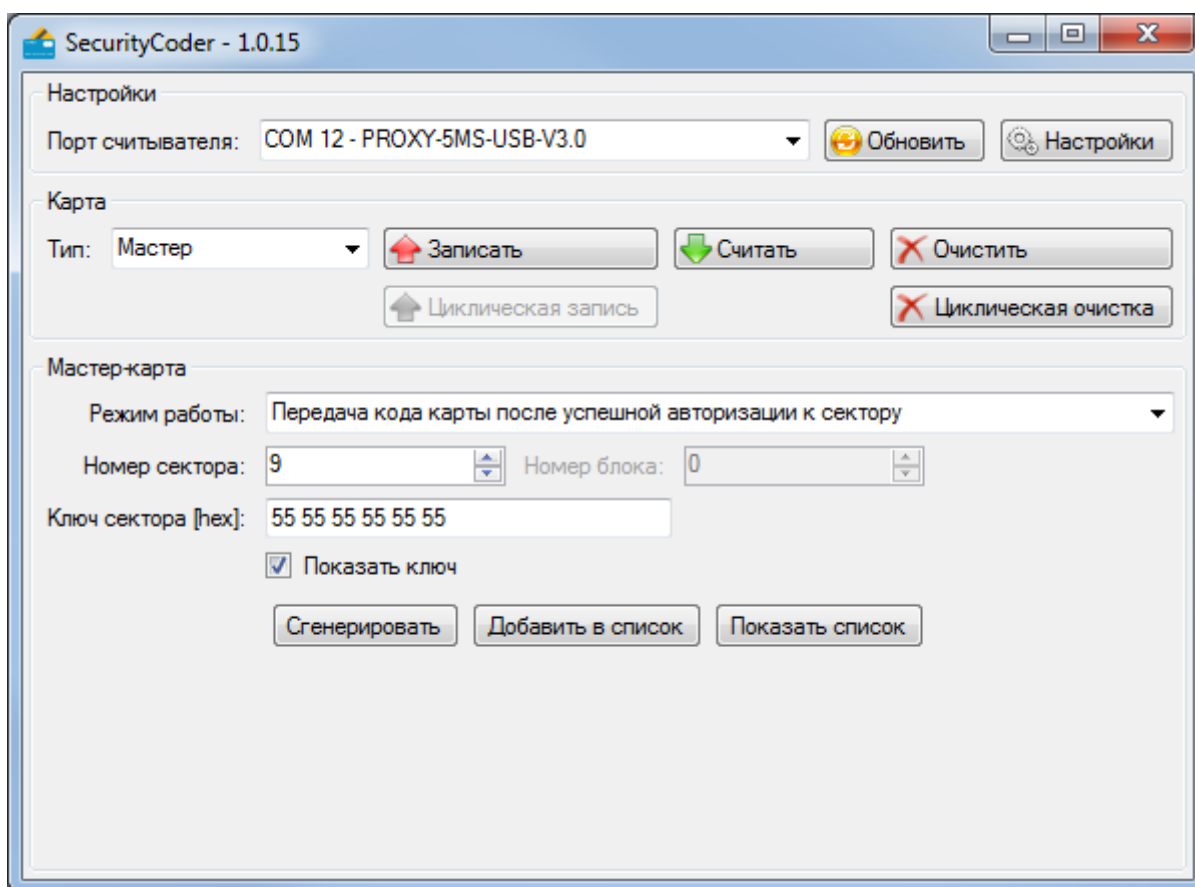 SecurityCoder - 1.0.15
Настройки
Порт считывателя: COM 12 - PROXY-5MS-USB-V3.0 Обновить Настройки
Карта
Тип: Мастер Записать Считать Очистить
Циклическая запись Циклическая очистка
Мастер-карта
Режим работы: Передача кода карты после успешной авторизации к сектору
Номер сектора: 9 Номер блока: 0
Ключ сектора [hex]: 55 55 55 55 55 55
Показать ключ
Сгенерировать Добавить в список Показать список